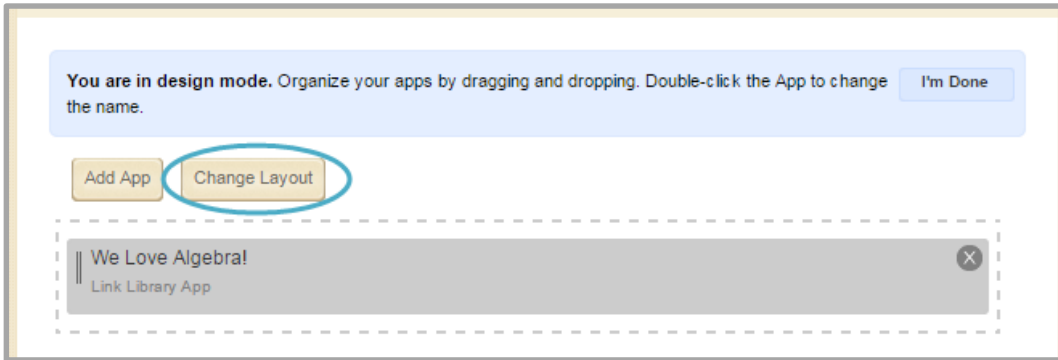 You are in design mode. Organize your apps by dragging and dropping. Double-click the App to change
the name.
I'm Done
Add App
Change Layout
We Love Algebra!
X
Link Library App